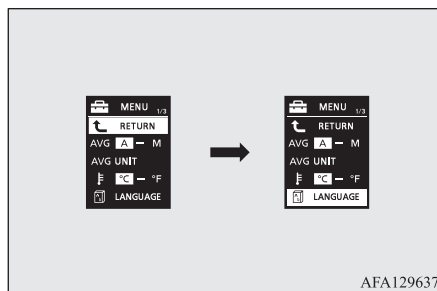 MENU 1/3
RETURN
AVG A – M
AVG UNIT
°C – °F
LANGUAGE
MENU 1/3
RETURN
AVG A – M
AVG UNIT
°C – °F
LANGUAGE
AFA129637